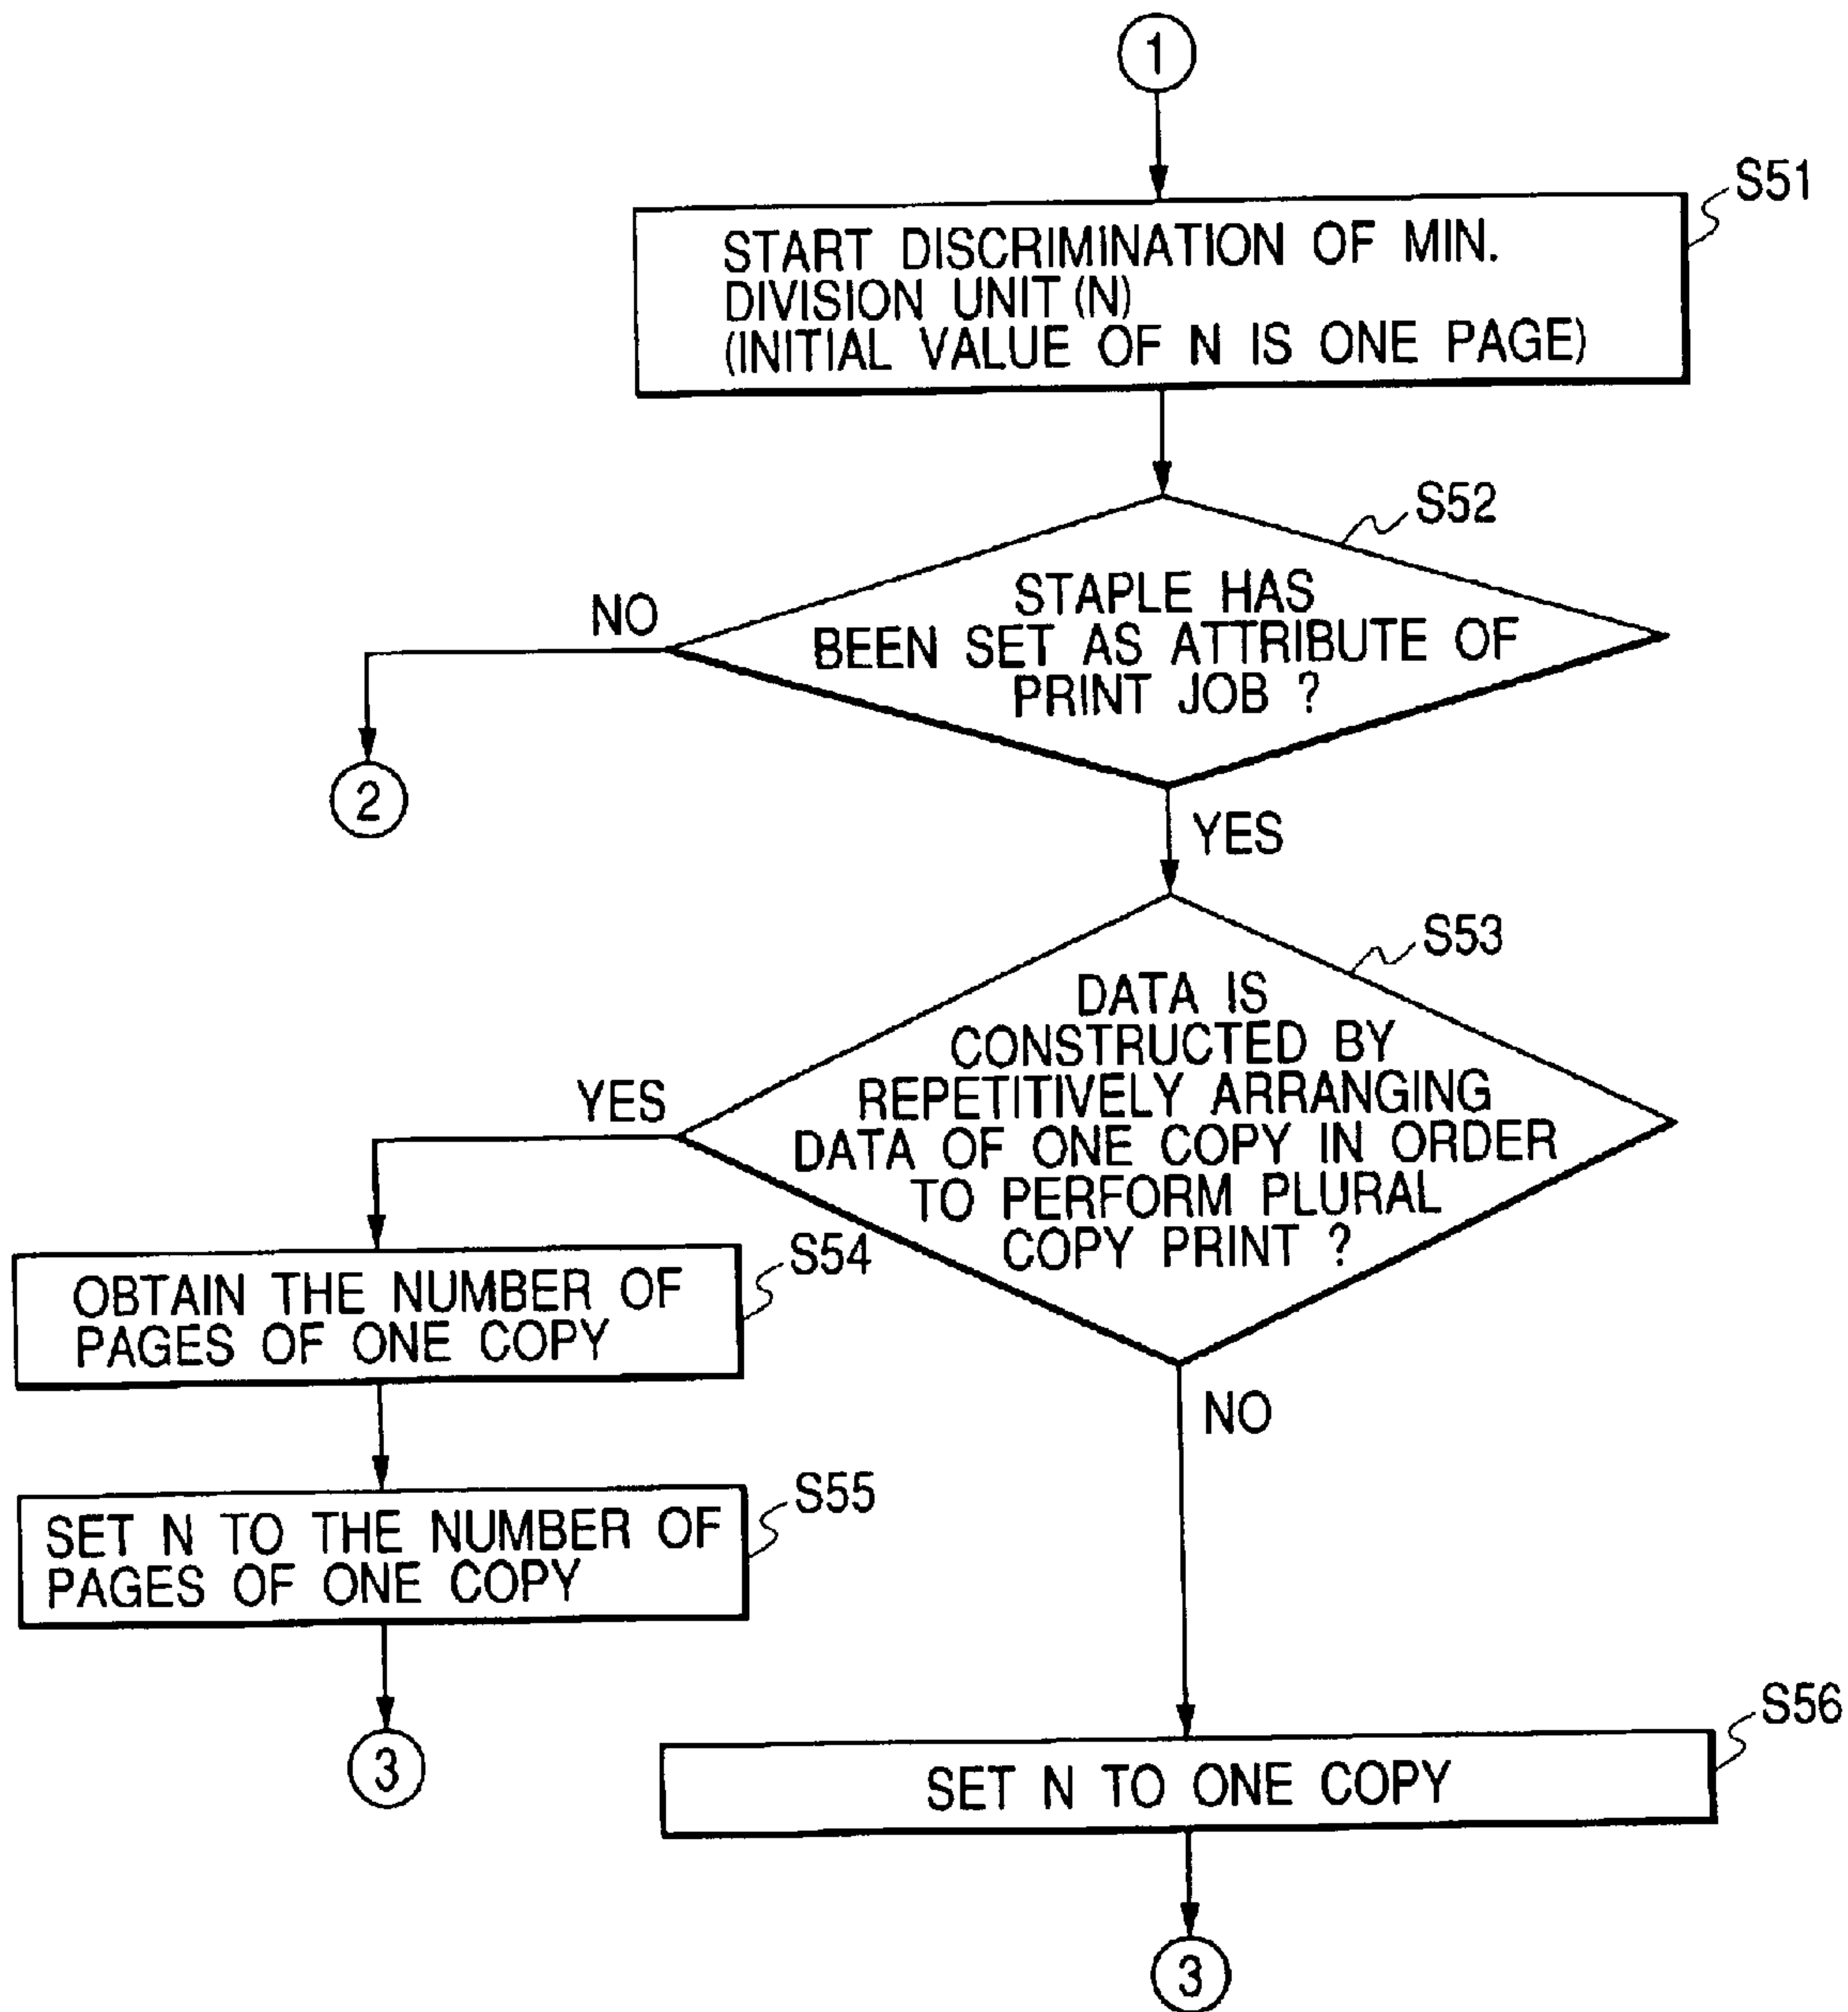 1
S51
START DISCRIMINATION OF MIN.
DIVISION UNIT (N)
(INITIAL VALUE OF N IS ONE PAGE)
S52
STAPLE HAS
BEEN SET AS ATTRIBUTE OF
PRINT JOB ?
NO
2
YES
S53
DATA IS
CONSTRUCTED BY
REPETITIVELY ARRANGING
DATA OF ONE COPY IN ORDER
TO PERFORM PLURAL
COPY PRINT ?
YES
S54
OBTAIN THE NUMBER OF
PAGES OF ONE COPY
NO
S55
SET N TO THE NUMBER OF
PAGES OF ONE COPY
3
S56
SET N TO ONE COPY
3